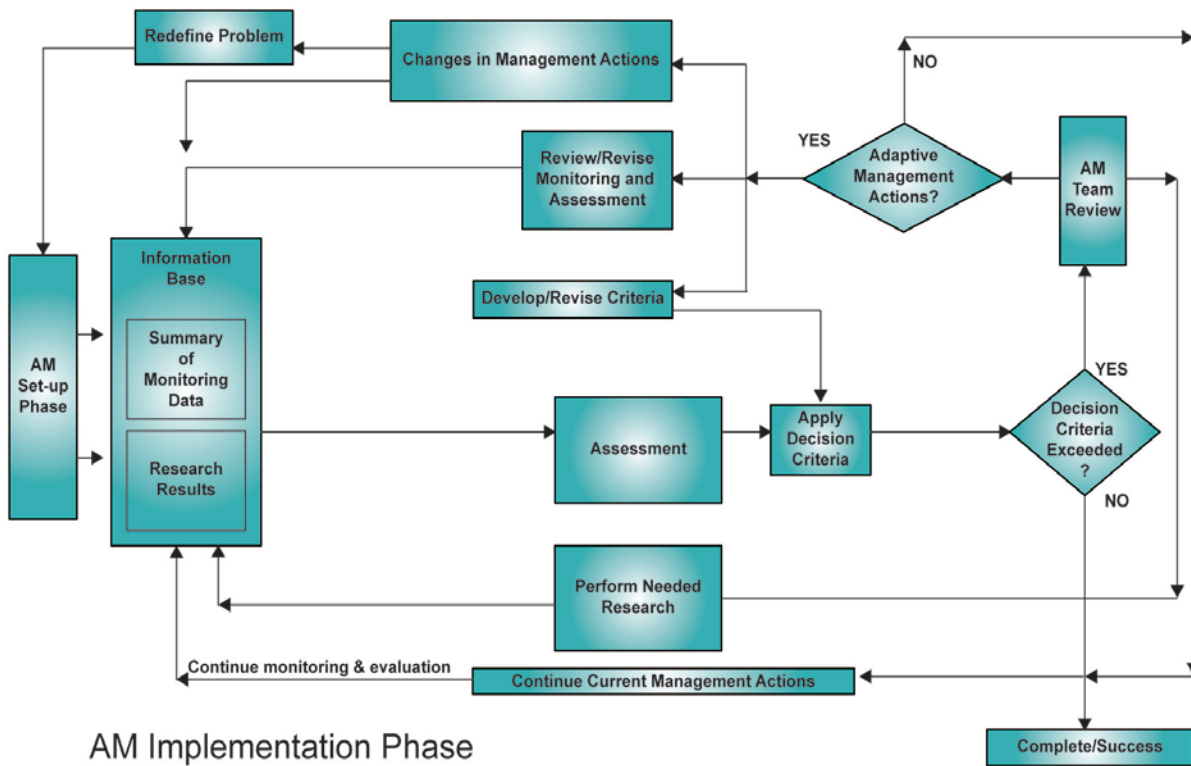 Redefine Problem
Changes in Management Actions
NO
YES
Review/Revise
Monitoring and
Assessment
Adaptive
Management
Actions?
AM
Team
Review
Information
Base
Develop/Revise Criteria
Summary
of
Monitoring
Data
AM
Set-up
Phase
YES
Assessment
Apply
Decision
Criteria
Decision
Criteria
Exceeded
?
Research
Results
NO
Perform Needed
Research
Continue monitoring & evaluation
Continue Current Management Actions
AM Implementation Phase
Complete/Success